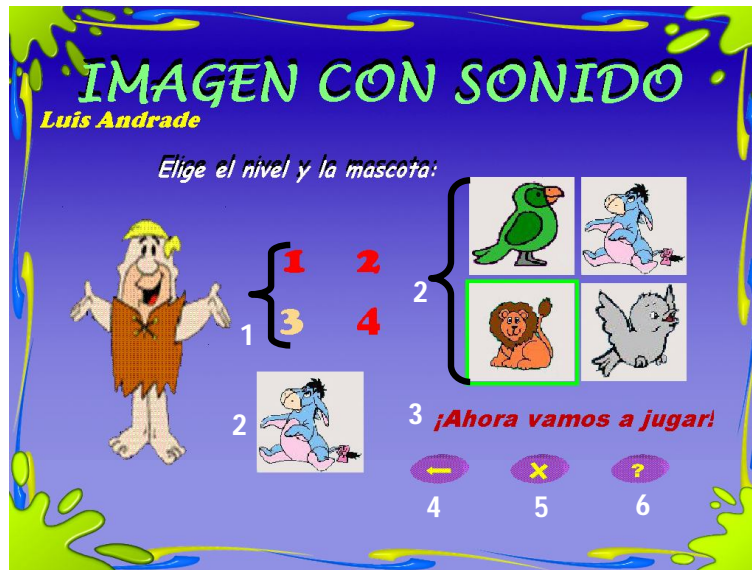 IMAGEN CON SONIDO
Luis Andrade
Elige el nivel y la mascota:
1 2
2
1 3 4
2
3 ¡Ahora vamos a jugar!
← × ?
4 5 6